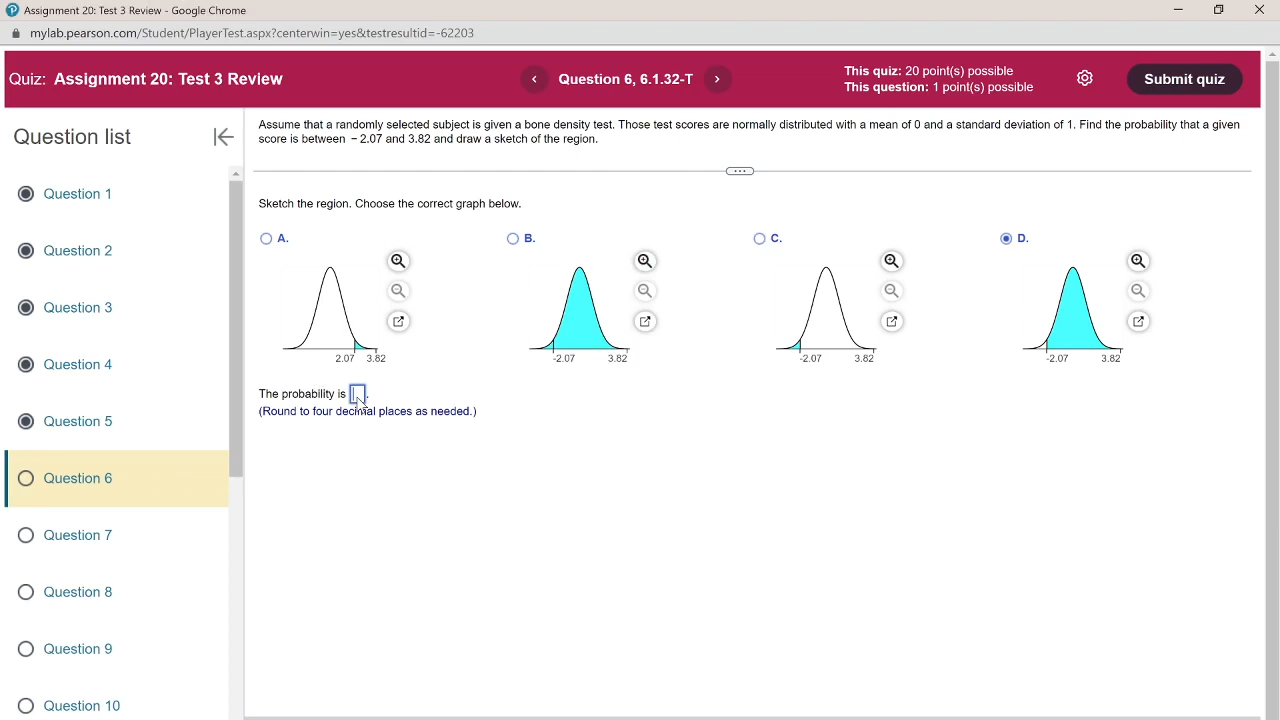 Assignment 20: Test 3 Review - Google Chrome
mylab.pearson.com/Student/PlayerTest.aspx?centerwin=yes&testresultid=-62203
Quiz: Assignment 20: Test 3 Review
Question 6, 6.1.32-T
This quiz: 20 point(s) possible
This question: 1 point(s) possible
Submit quiz
Question list
Question 1
Question 2
Question 3
Question 4
Question 5
Question 6
Question 7
Question 8
Question 9
Question 10
Assume that a randomly selected subject is given a bone density test. Those test scores are normally distributed with a mean of 0 and a standard deviation of 1. Find the probability that a given
score is between − 2.07 and 3.82 and draw a sketch of the region.
Sketch the region. Choose the correct graph below.
A. B. C. D.
2.07 3.82 -2.07 3.82 -2.07 3.82 -2.07 3.82
The probability is .
(Round to four decimal places as needed.)